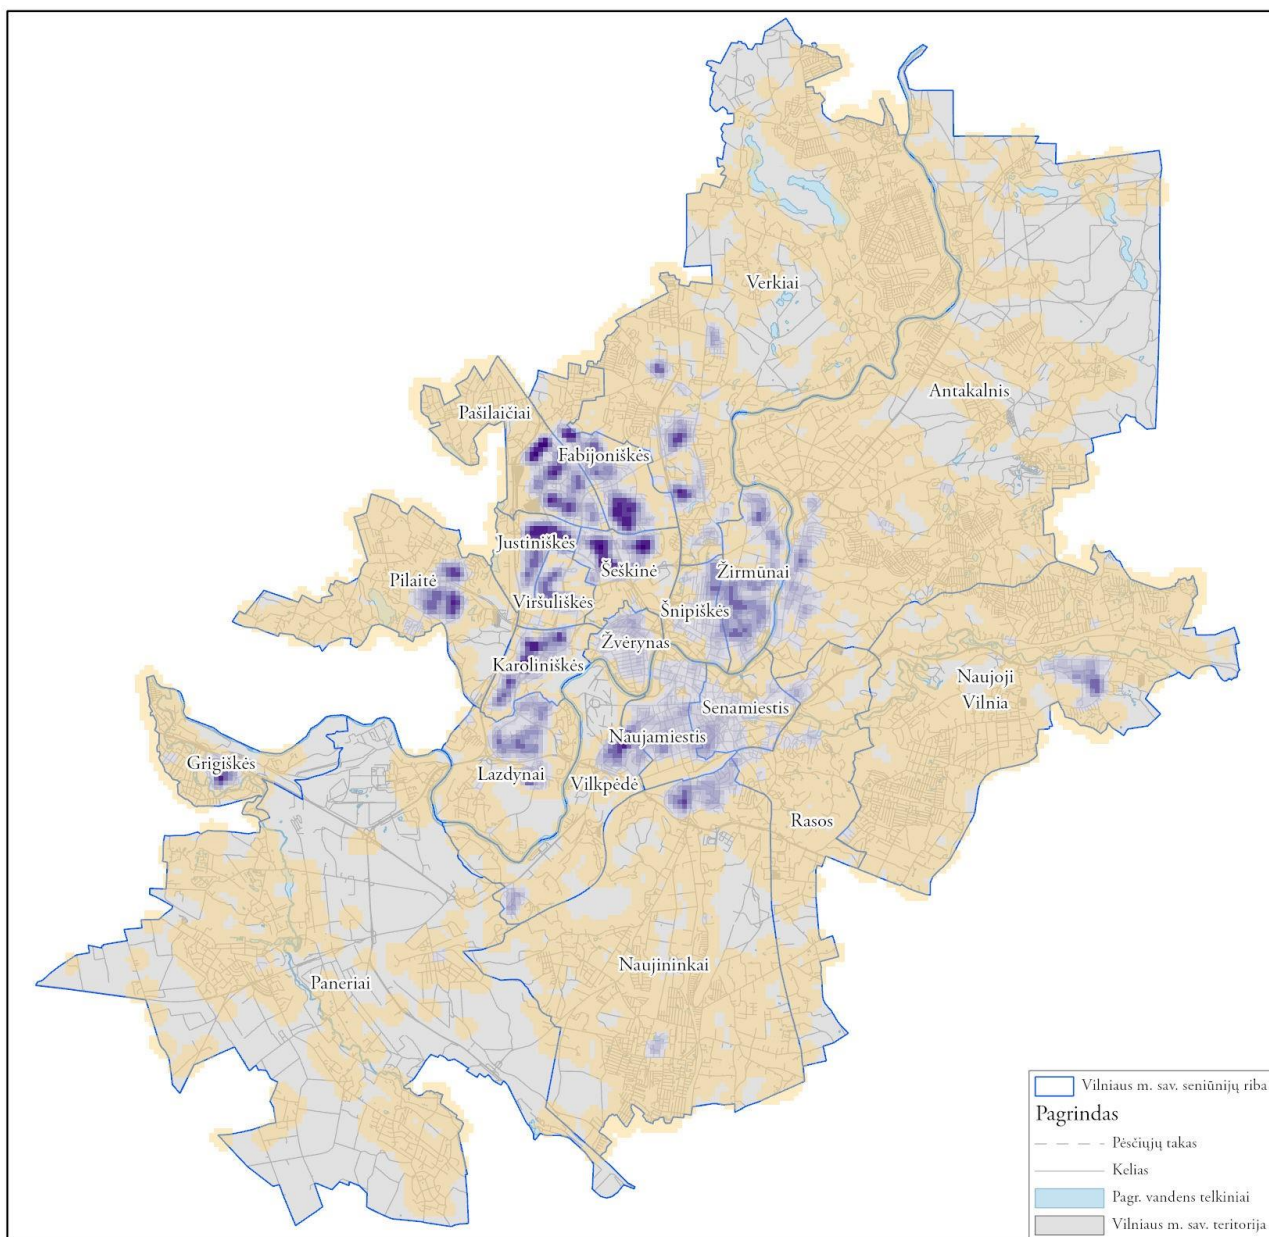 Verkiai
Antakalnis
Pašilaičiai
Fabijoniškės
Justiniškės
Šeškinė
Žirmūnai
Pilaitė
Viršuliškės
Šnipiškės
Žvėrynas
Karoliniškės
Naujoji
Vilnia
Senamiestis
Naujamiestis
Grigiškės
Lazdynai
Vilkpėdė
Rasos
Naujininkai
Paneriai
Vilniaus m. sav. seniūnijų riba
Pagrindas
Pėsčiųjų takas
Kelias
Pagr. vandens telkiniai
Vilniaus m. sav. teritorija